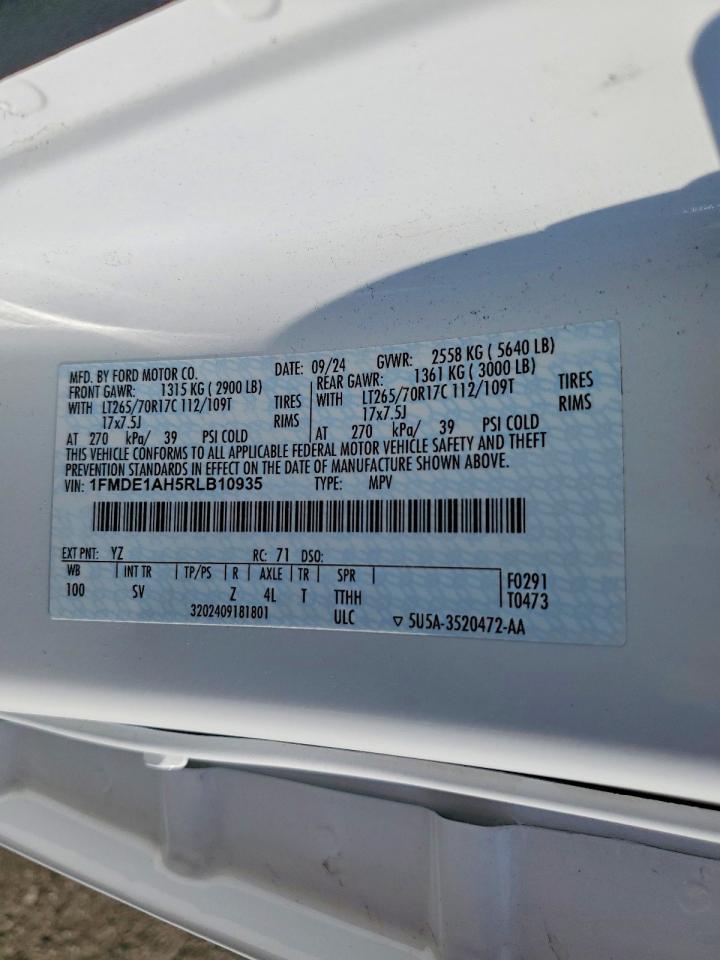 MFD. BY FORD MOTOR CO. DATE: 09/24 GVWR: 2558 KG ( 5640 LB)
FRONT GAWR: 1315 KG ( 2900 LB) REAR GAWR: 1361 KG ( 3000 LB)
WITH LT265/70R17C 112/109T TIRES WITH LT265/70R17C 112/109T TIRES
17x7.5J RIMS 17x7.5J RIMS
AT 270 kPa/ 39 PSI COLD AT 270 kPa/ 39 PSI COLD
THIS VEHICLE CONFORMS TO ALL APPLICABLE FEDERAL MOTOR VEHICLE SAFETY AND THEFT
PREVENTION STANDARDS IN EFFECT ON THE DATE OF MANUFACTURE SHOWN ABOVE.
VIN: 1FMDE1AH5RLB10935 TYPE: MPV
EXT PNT: YZ RC: 71 DSO:
WB INT TR TP/PS R AXLE TR SPR F0291
100 SV Z 4L T TTHH T0473
3202409181801 ULC ▽ 5U5A-3520472-AA